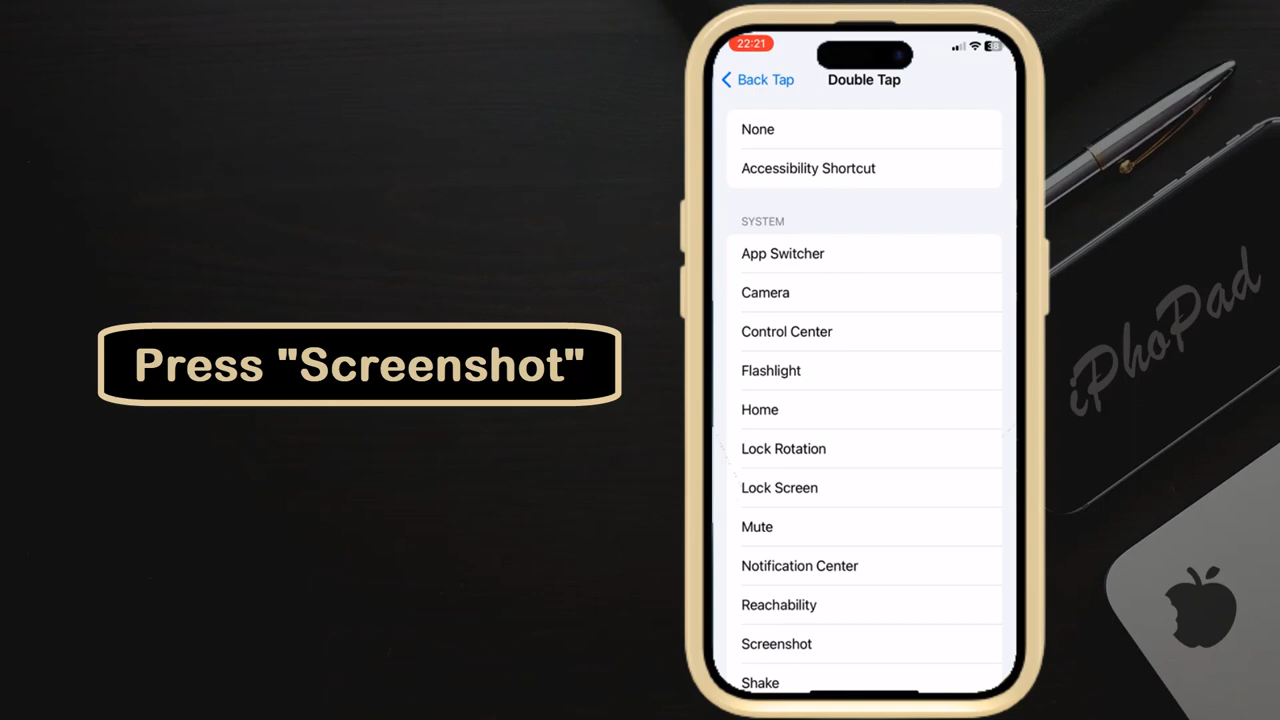 22:21
38
Back Tap
Double Tap
None
Accessibility Shortcut
SYSTEM
App Switcher
Camera
Control Center
Flashlight
Home
Lock Rotation
Lock Screen
Mute
Notification Center
Reachability
Screenshot
Shake
Press "Screenshot"
iPhoPad